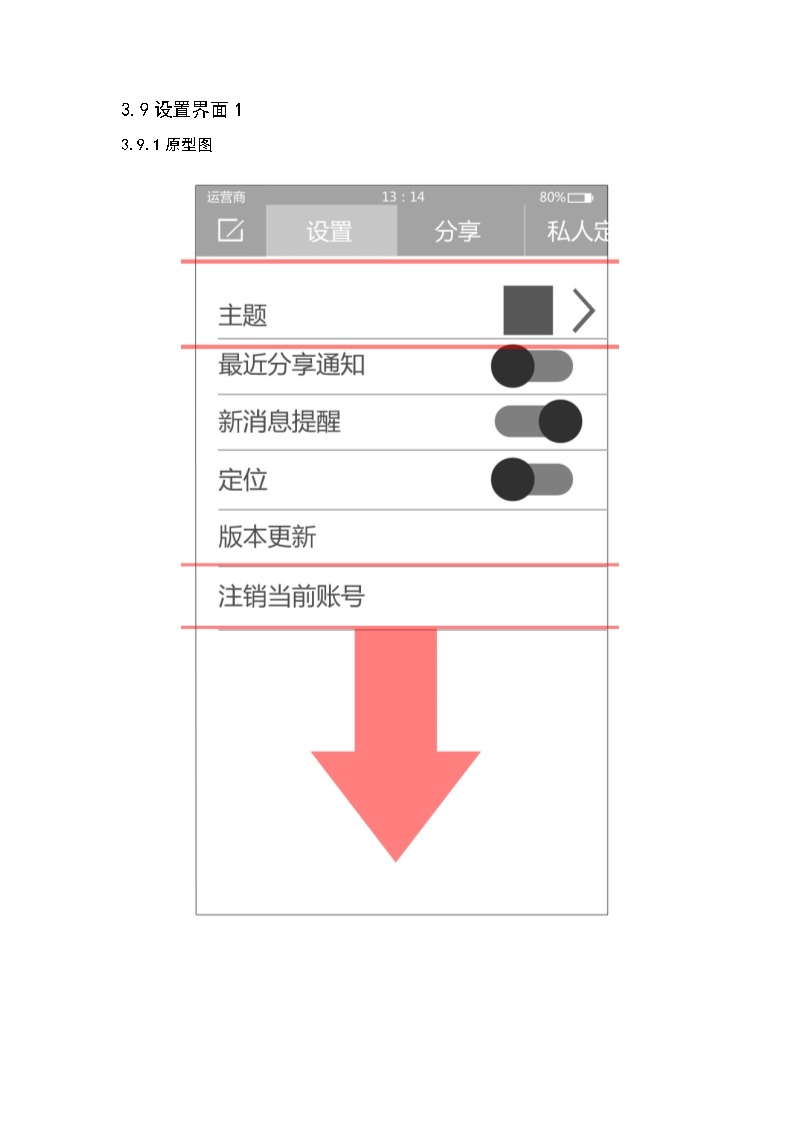 3.9 设置界面 1
3.9.1 原型图
运营商 13：14 80%
设置 分享 私人定
主题
最近分享通知
新消息提醒
定位
版本更新
注销当前账号